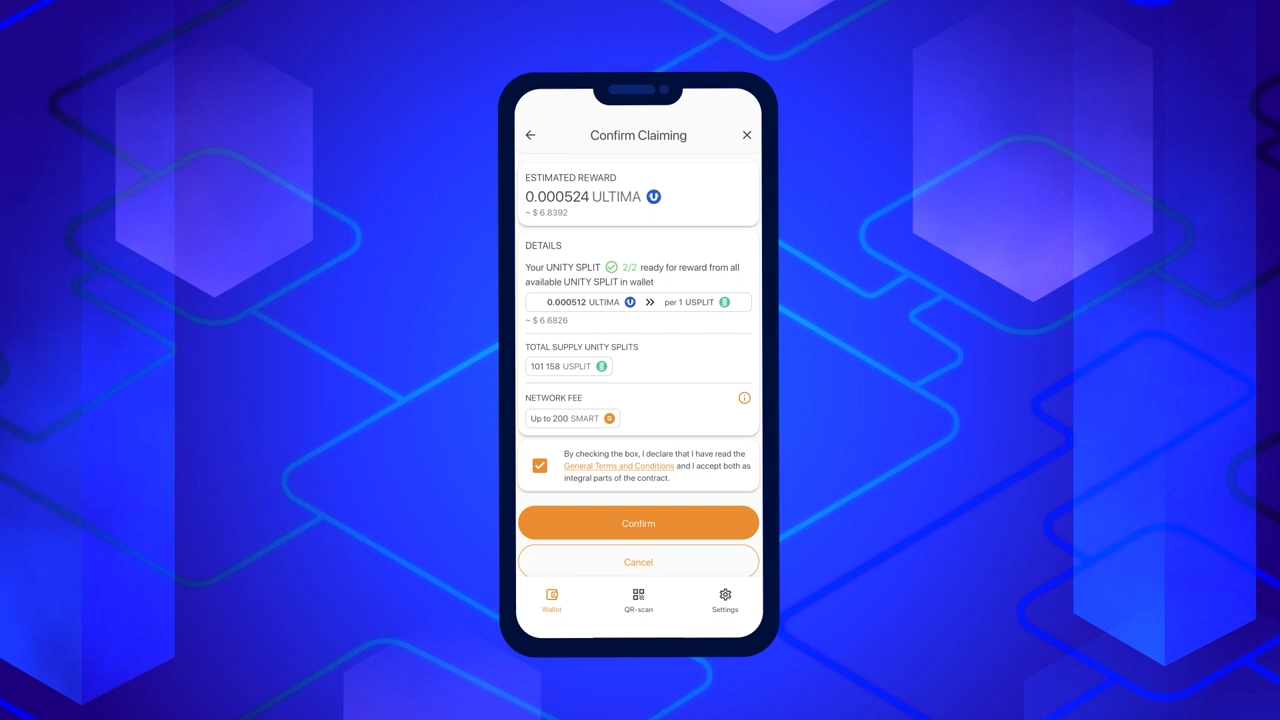 Confirm Claiming
ESTIMATED REWARD
0.000524 ULTIMA
~ $ 6.8392
DETAILS
Your UNITY SPLIT 2/2 ready for reward from all
available UNITY SPLIT in wallet
0.000512 ULTIMA per 1 USPLIT
~ $ 6.6826
TOTAL SUPPLY UNITY SPLITS
101 158 USPLIT
NETWORK FEE
Up to 200 SMART
By checking the box, I declare that I have read the
General Terms and Conditions and I accept both as
integral parts of the contract.
Confirm
Cancel
Wallet QR-scan Settings